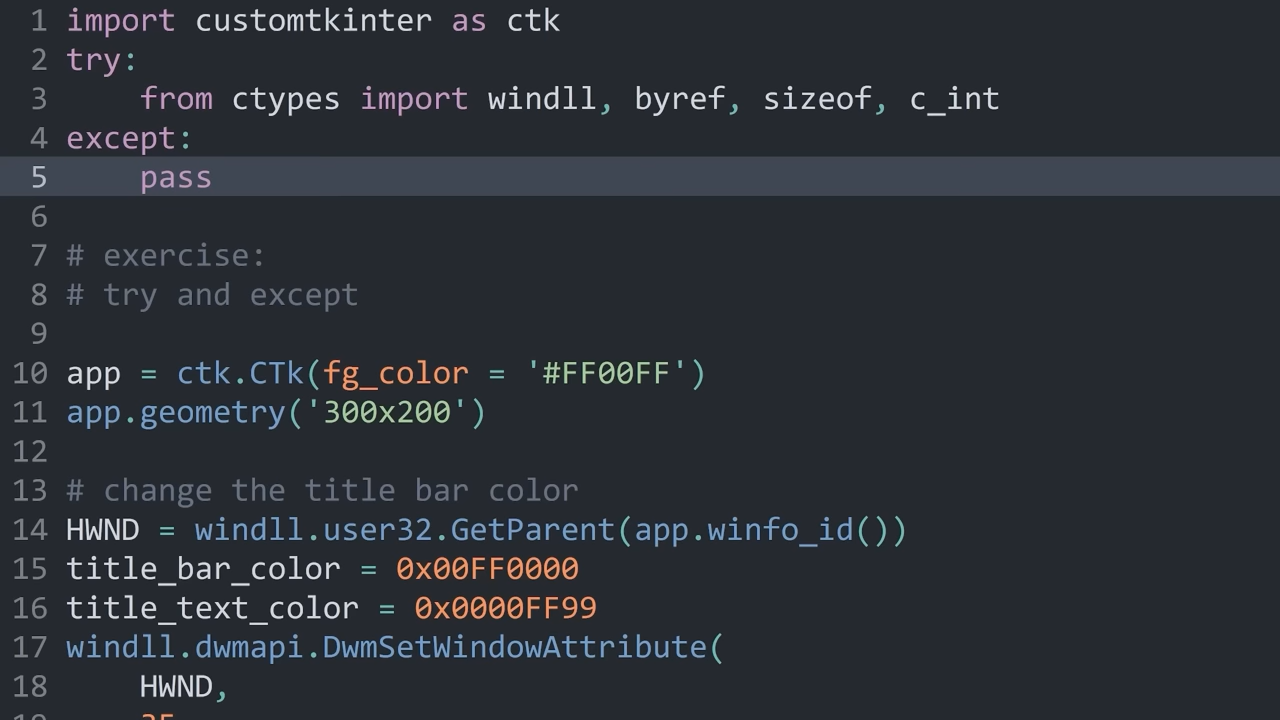 1 import customtkinter as ctk
2 try:
3     from ctypes import windll, byref, sizeof, c_int
4 except:
5     pass
6
7 # exercise:
8 # try and except
9
10 app = ctk.CTk(fg_color = '#FF00FF')
11 app.geometry('300x200')
12
13 # change the title bar color
14 HWND = windll.user32.GetParent(app.winfo_id())
15 title_bar_color = 0x00FF0000
16 title_text_color = 0x0000FF99
17 windll.dwmapi.DwmSetWindowAttribute(
18     HWND,